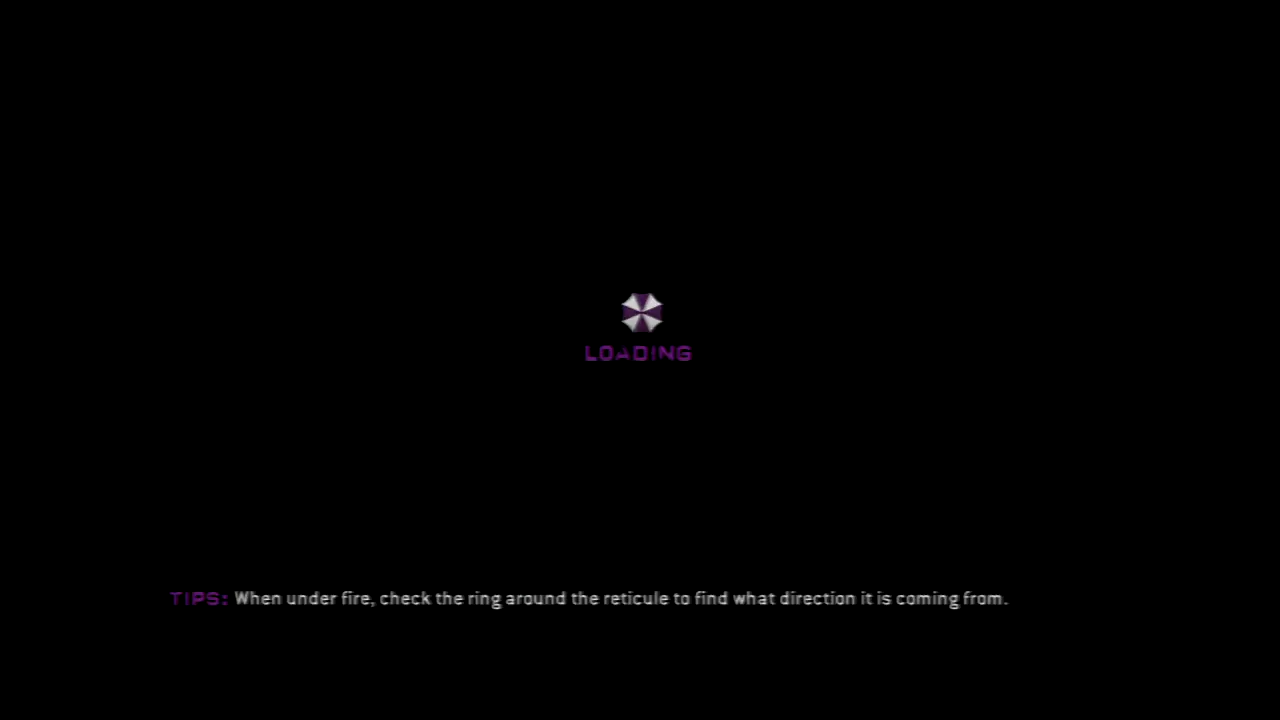 LOADING
TIPS: When under fire, check the ring around the reticule to find what direction it is coming from.